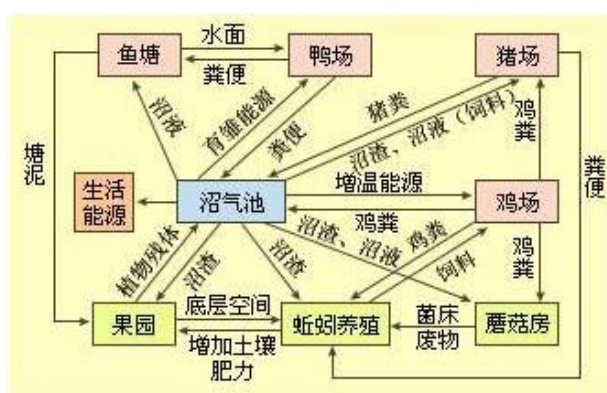 水面
鱼塘
鸭场
猪场
粪便
沼液
育雏能源
粪便
猪粪
沼渣、沼液（饲料）
鸡粪
塘泥
粪便
生活
能源
沼气池
增温能源
鸡场
鸡粪
植物残体
沼渣
沼渣
沼渣、沼液
鸡粪
饲料
鸡粪
果园
底层空间
增加土壤
肥力
蚯蚓养殖
菌床
废物
蘑菇房